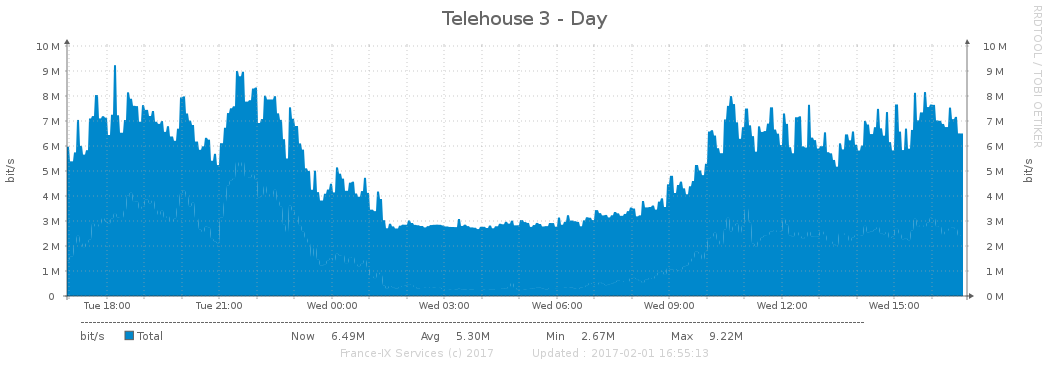 Telehouse 3 - Day
RRDTOOL / TOBI OETIKER
bit/s
10 M
9 M
8 M
7 M
6 M
5 M
4 M
3 M
2 M
1 M
0
10 M
9 M
8 M
7 M
6 M
5 M
4 M
3 M
2 M
1 M
0 M
bit/s
Tue 18:00 Tue 21:00 Wed 00:00 Wed 03:00 Wed 06:00 Wed 09:00 Wed 12:00 Wed 15:00
bit/s Total Now 6.49M Avg 5.30M Min 2.67M Max 9.22M
France-IX Services (c) 2017 Updated : 2017-02-01 16:55:13